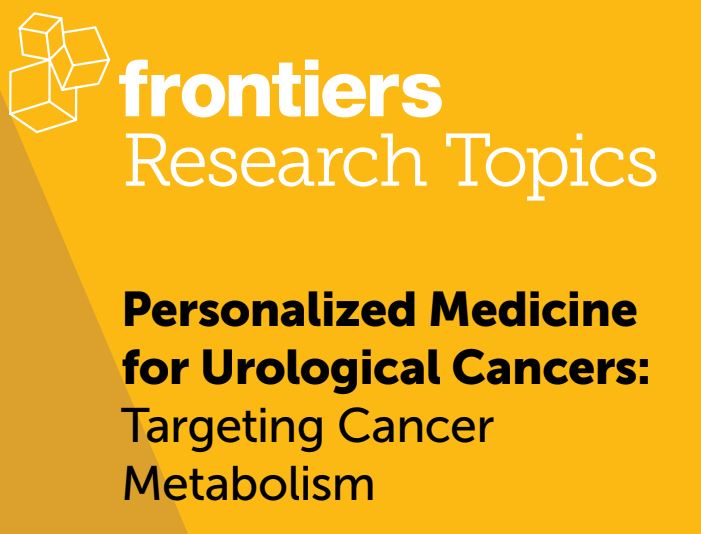 frontiers
Research Topics
Personalized Medicine
for Urological Cancers:
Targeting Cancer
Metabolism